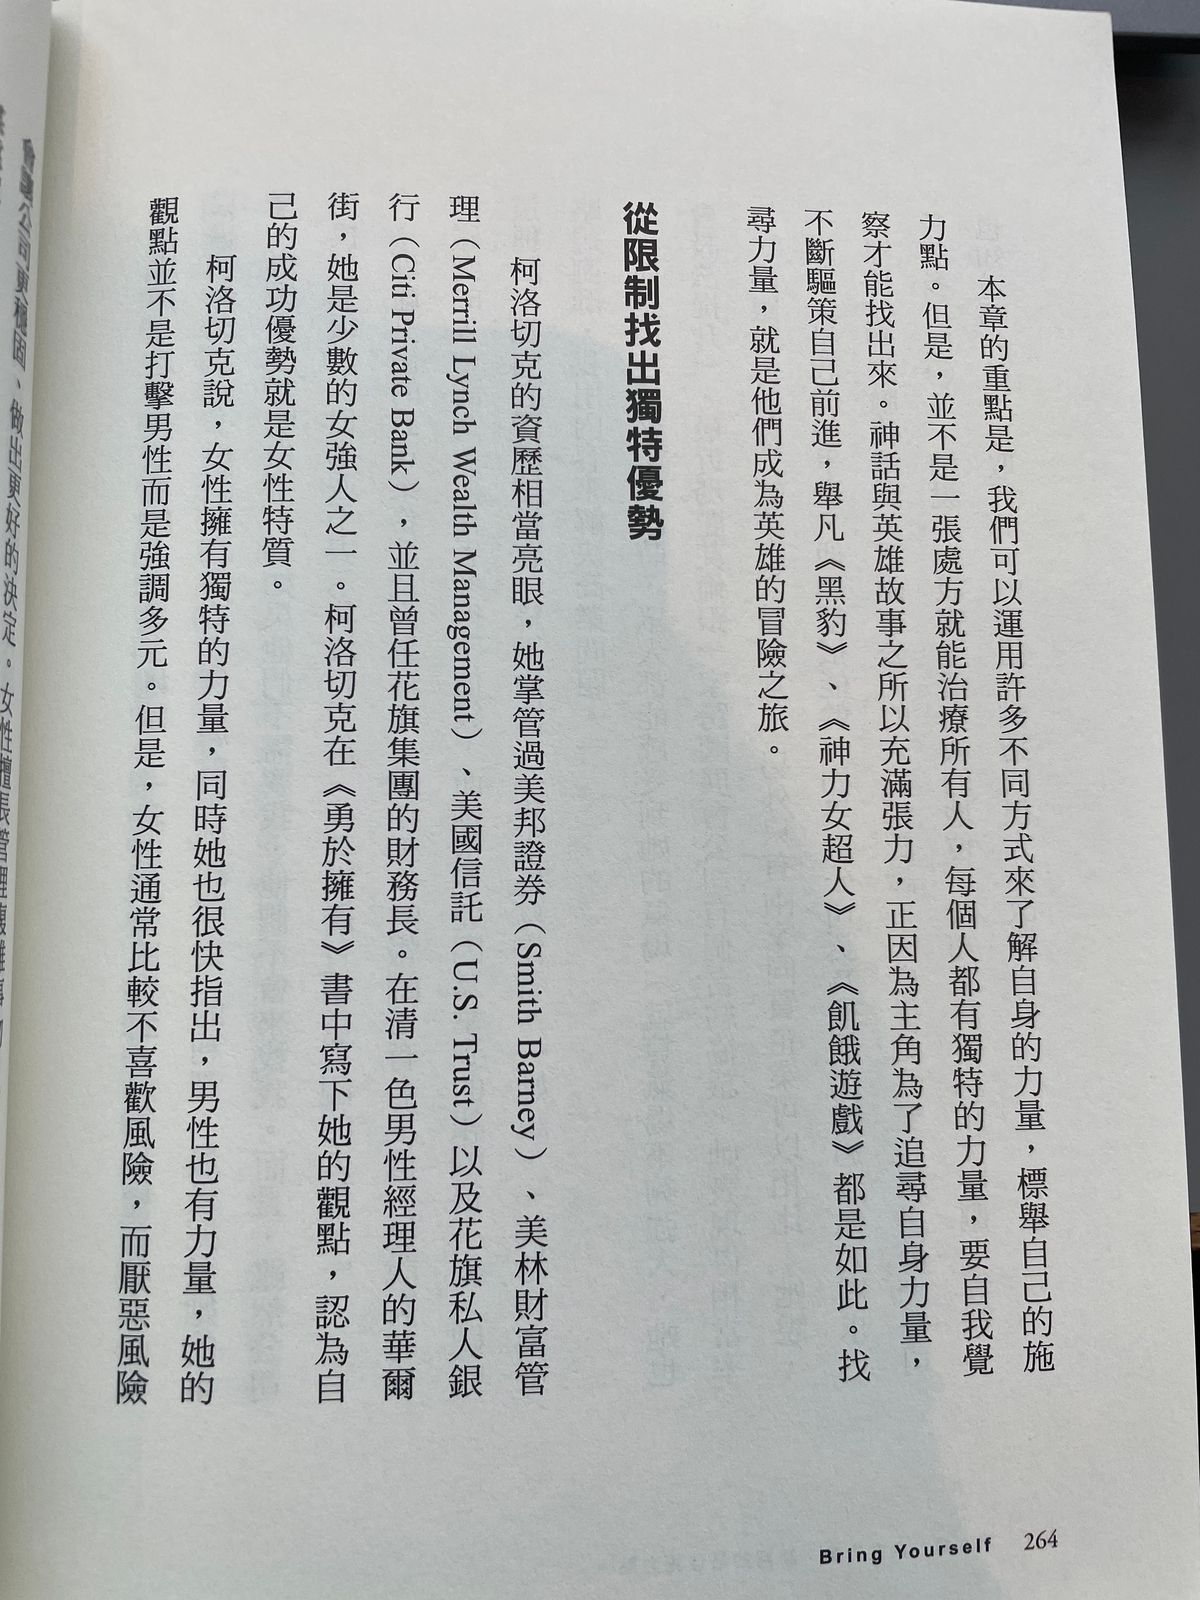 本章的重點是，我們可以運用許多不同方式來了解自身的力量，標舉自己的施
力點。但是，並不是一張處方就能治療所有人，每個人都有獨特的力量，要自我覺
察才能找出來。神話與英雄故事之所以充滿張力，正因為主角為了追尋自身力量，
不斷驅策自己前進，舉凡《黑豹》、《神力女超人》、《飢餓遊戲》都是如此。找
尋力量，就是他們成為英雄的冒險之旅。
從限制找出獨特優勢
柯洛切克的資歷相當亮眼，她掌管過美邦證券（Smith Barney）、美林財富管
理（Merrill Lynch Wealth Management）、美國信託（U.S. Trust）以及花旗私人銀
行（Citi Private Bank），並且曾任花旗集團的財務長。在清一色男性經理人的華爾
街，她是少數的女強人之一。柯洛切克在《勇於擁有》書中寫下她的觀點，認為自
己的成功優勢就是女性特質。
柯洛切克說，女性擁有獨特的力量，同時她也很快指出，男性也有力量，她的
觀點並不是打擊男性而是強調多元。但是，女性通常比較不喜歡風險，而厭惡風險
會讓公司更穩固、做出更好的決定。女性擅長管理複雜事
Bring Yourself 264